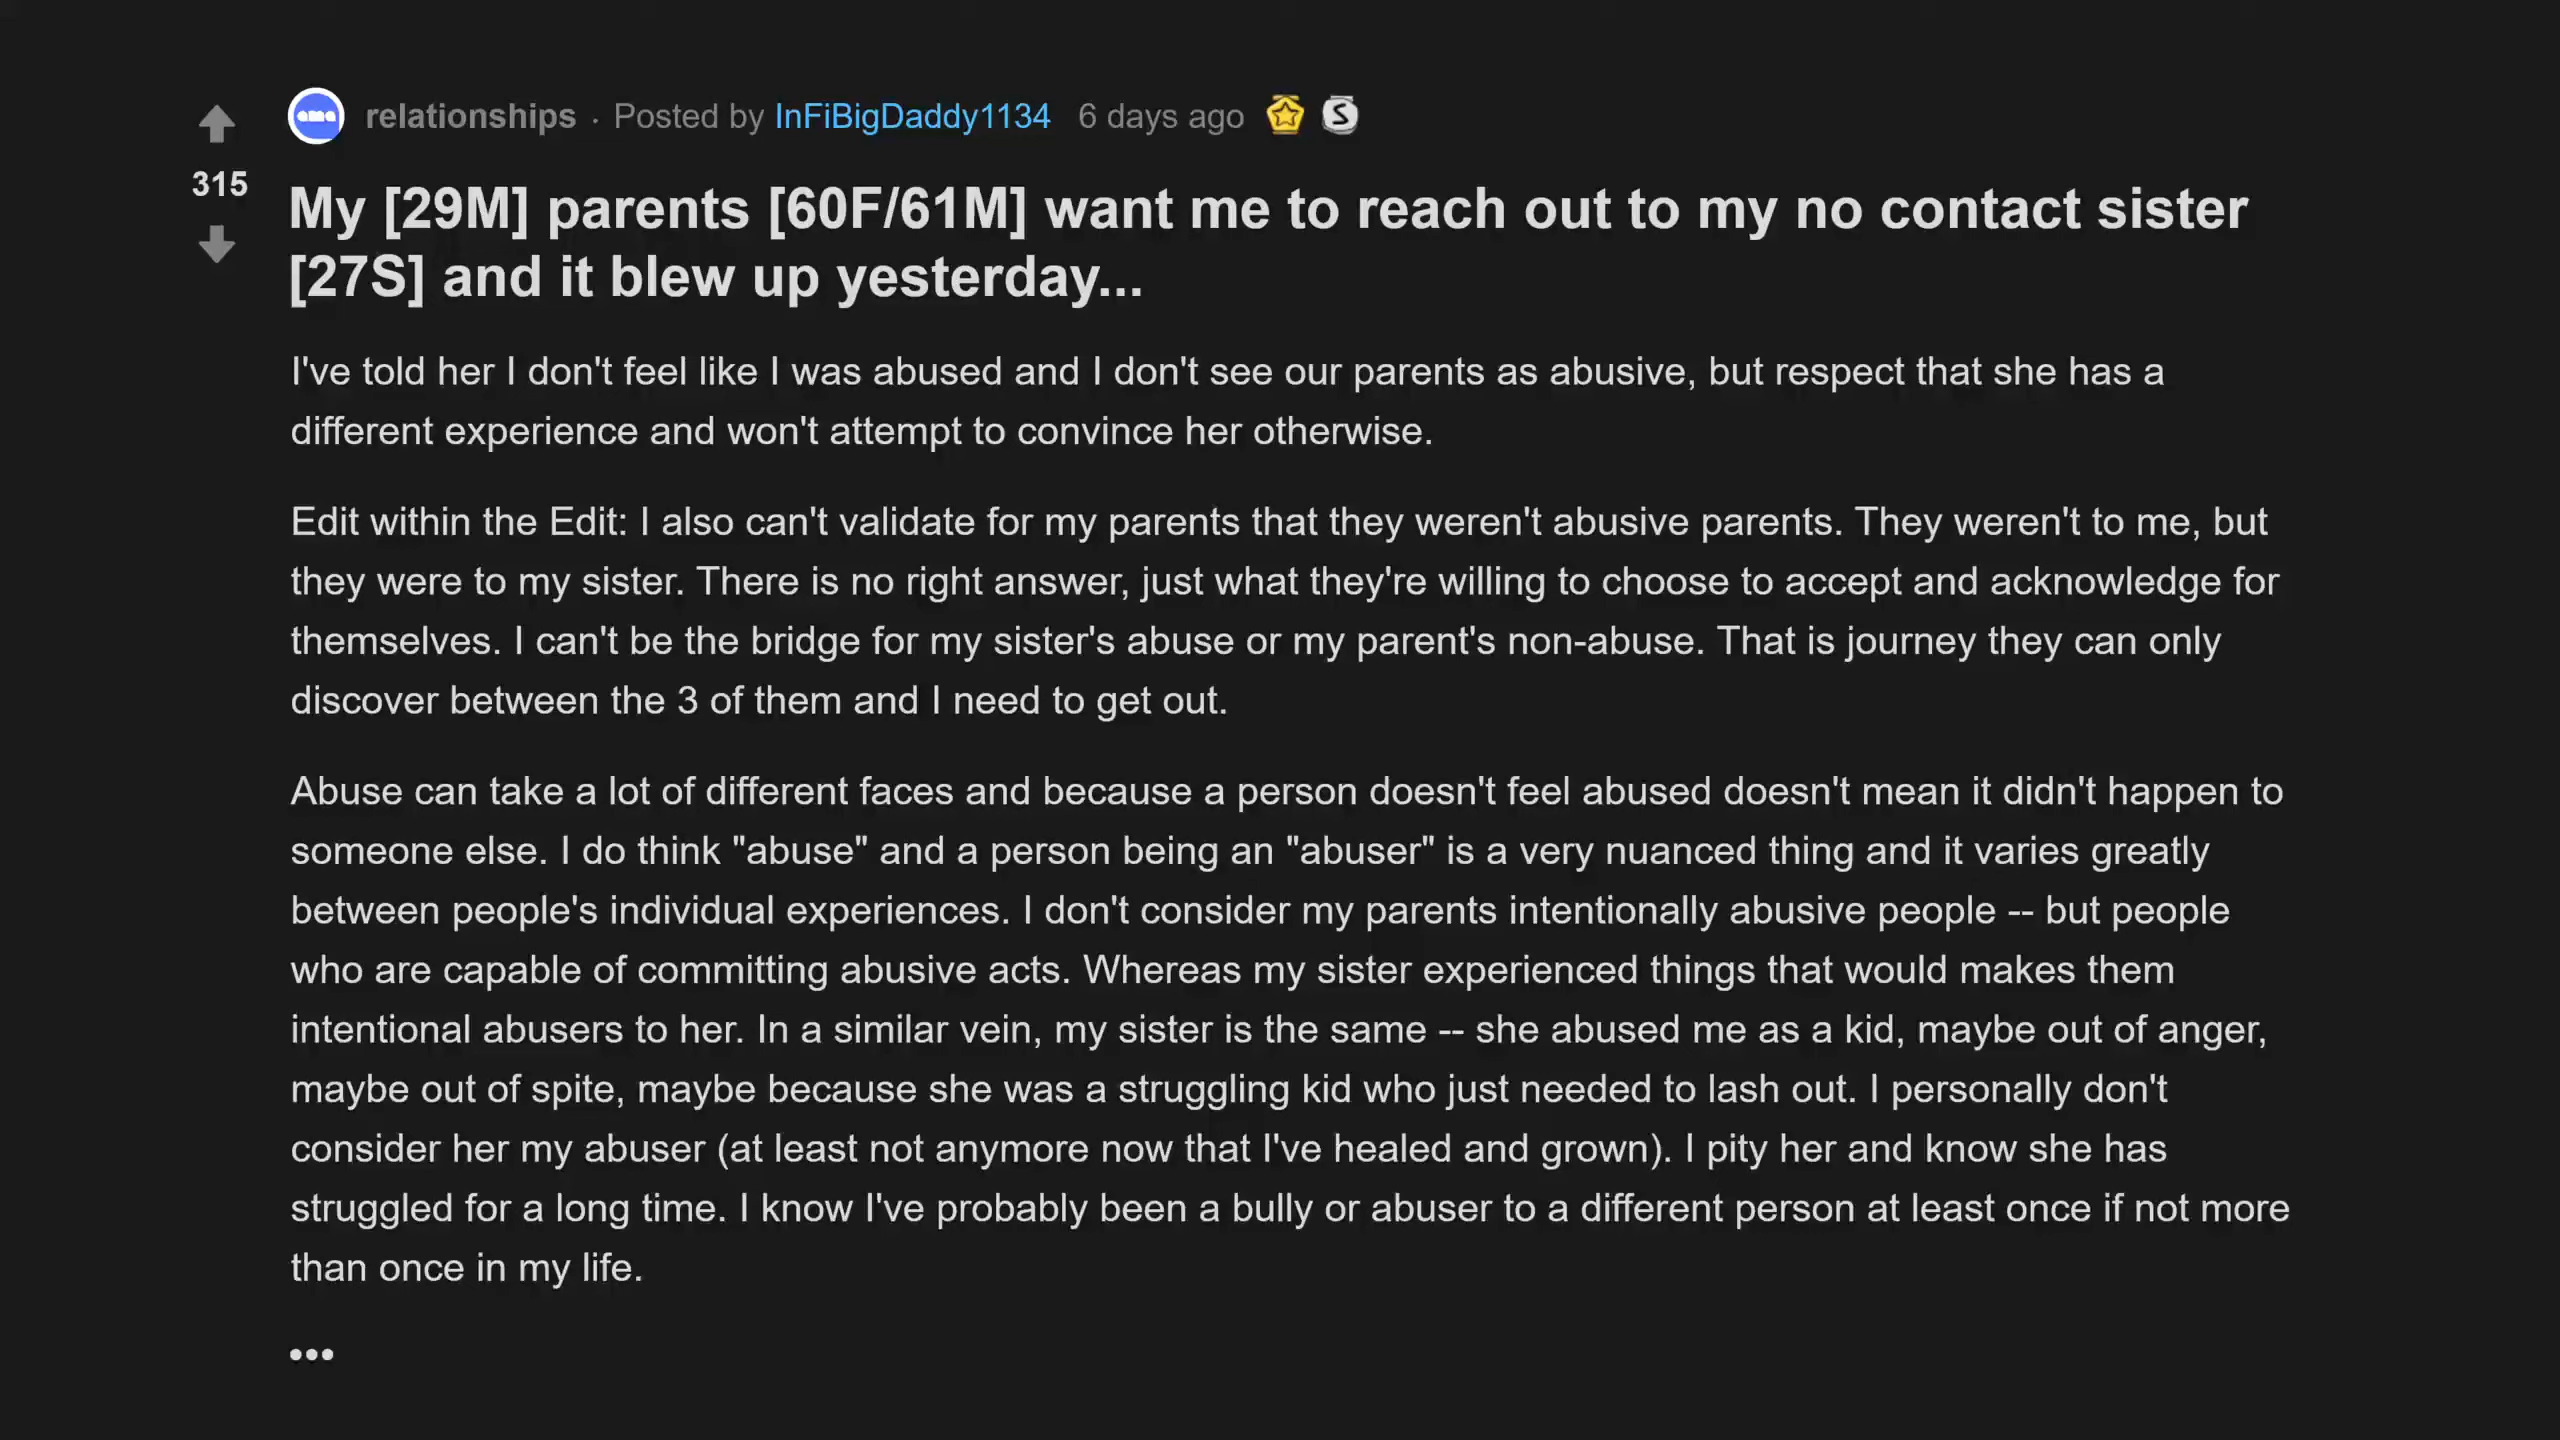 ama relationships · Posted by InFiBigDaddy1134 6 days ago S
315
My [29M] parents [60F/61M] want me to reach out to my no contact sister
[27S] and it blew up yesterday...
I've told her I don't feel like I was abused and I don't see our parents as abusive, but respect that she has a
different experience and won't attempt to convince her otherwise.
Edit within the Edit: I also can't validate for my parents that they weren't abusive parents. They weren't to me, but
they were to my sister. There is no right answer, just what they're willing to choose to accept and acknowledge for
themselves. I can't be the bridge for my sister's abuse or my parent's non-abuse. That is journey they can only
discover between the 3 of them and I need to get out.
Abuse can take a lot of different faces and because a person doesn't feel abused doesn't mean it didn't happen to
someone else. I do think "abuse" and a person being an "abuser" is a very nuanced thing and it varies greatly
between people's individual experiences. I don't consider my parents intentionally abusive people -- but people
who are capable of committing abusive acts. Whereas my sister experienced things that would makes them
intentional abusers to her. In a similar vein, my sister is the same -- she abused me as a kid, maybe out of anger,
maybe out of spite, maybe because she was a struggling kid who just needed to lash out. I personally don't
consider her my abuser (at least not anymore now that I've healed and grown). I pity her and know she has
struggled for a long time. I know I've probably been a bully or abuser to a different person at least once if not more
than once in my life.
•••